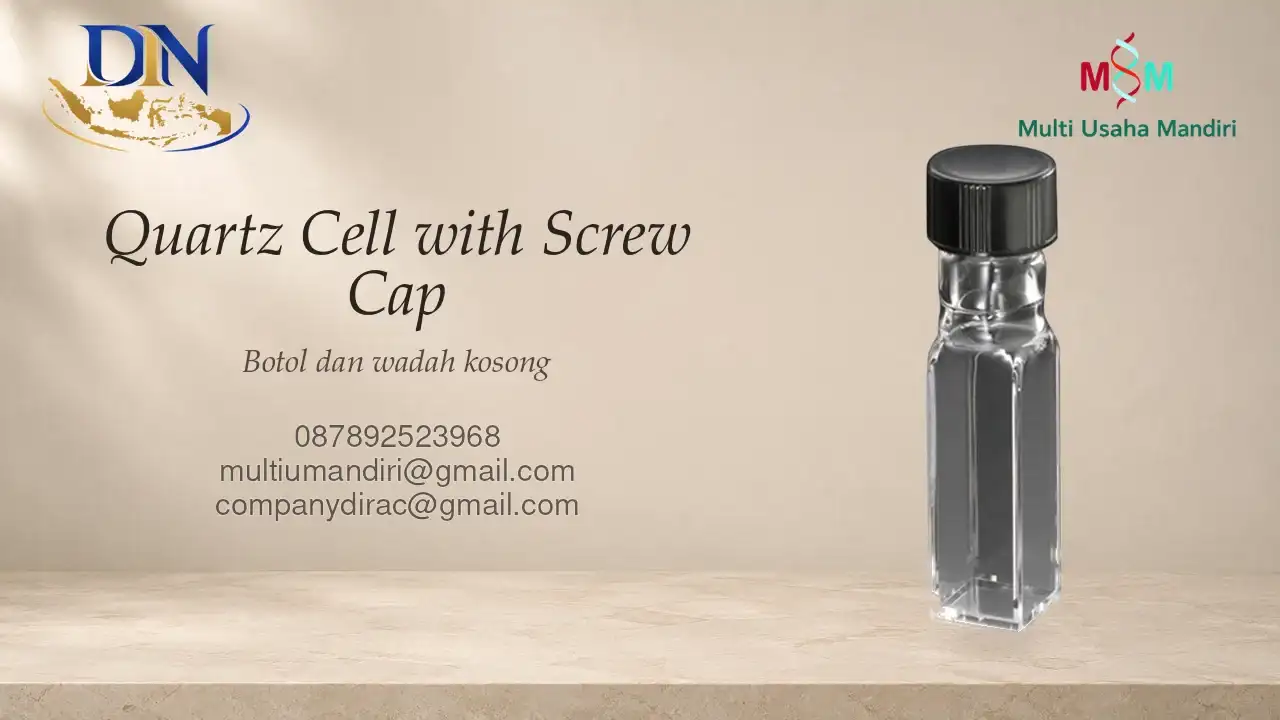 DIN
MSM
Multi Usaha Mandiri
Quartz Cell with Screw
Cap
Botol dan wadah kosong
087892523968
multiumandiri@gmail.com
companydirac@gmail.com